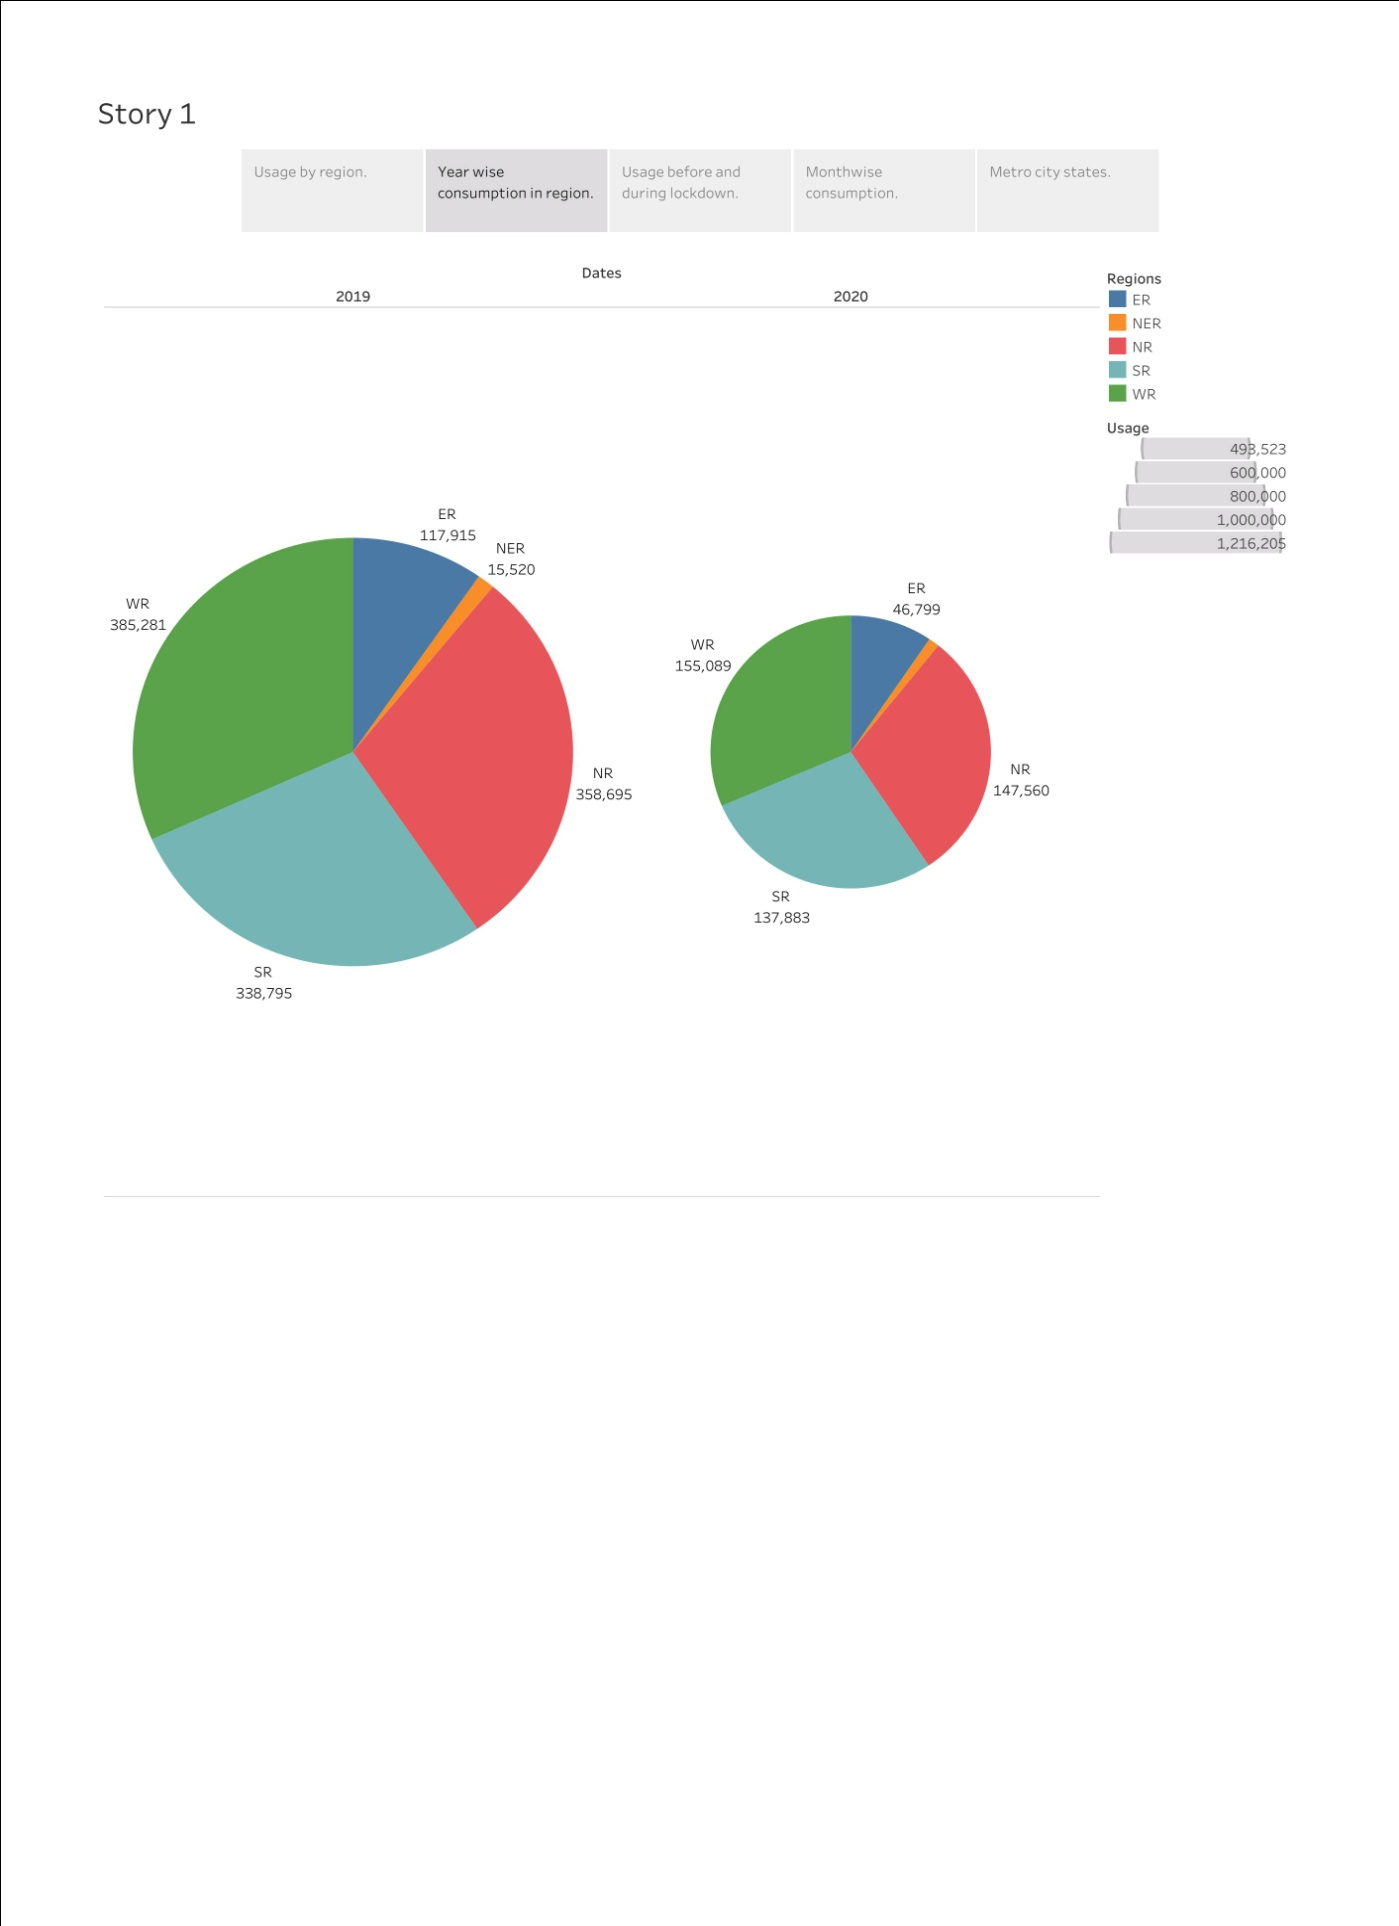 Story 1
Usage by region.
Year wise
consumption in region.
Usage before and
during lockdown.
Monthwise
consumption.
Metro city states.
Dates
2019
2020
Regions
ER
NER
NR
SR
WR
Usage
493,523
600,000
800,000
1,000,000
1,216,205
ER
117,915
NER
15,520
WR
385,281
NR
358,695
SR
338,795
ER
46,799
WR
155,089
NR
147,560
SR
137,883